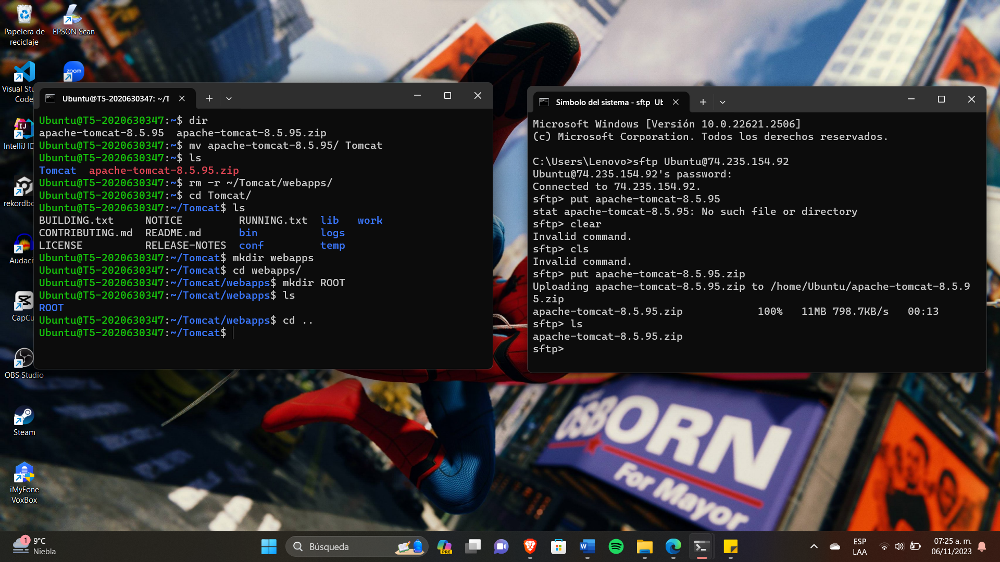 Papelera de
reciclaje
EPSON Scan
Visual Stu
Code
zoom
IntelliJ ID
rekordbo
Audaci
CapCu
OBS Studio
Steam
iMyFone
VoxBox
Ubuntu@T5-2020630347: ~/T
Ubuntu@T5-2020630347:~$ dir
apache-tomcat-8.5.95  apache-tomcat-8.5.95.zip
Ubuntu@T5-2020630347:~$ mv apache-tomcat-8.5.95/ Tomcat
Ubuntu@T5-2020630347:~$ ls
Tomcat  apache-tomcat-8.5.95.zip
Ubuntu@T5-2020630347:~$ rm -r ~/Tomcat/webapps/
Ubuntu@T5-2020630347:~$ cd Tomcat/
Ubuntu@T5-2020630347:~/Tomcat$ ls
BUILDING.txt     NOTICE         RUNNING.txt  lib   work
CONTRIBUTING.md  README.md      bin          logs
LICENSE          RELEASE-NOTES  conf         temp
Ubuntu@T5-2020630347:~/Tomcat$ mkdir webapps
Ubuntu@T5-2020630347:~/Tomcat$ cd webapps/
Ubuntu@T5-2020630347:~/Tomcat/webapps$ mkdir ROOT
Ubuntu@T5-2020630347:~/Tomcat/webapps$ ls
ROOT
Ubuntu@T5-2020630347:~/Tomcat/webapps$ cd ..
Ubuntu@T5-2020630347:~/Tomcat$
Símbolo del sistema - sftp Ub
Microsoft Windows [Versión 10.0.22621.2506]
(c) Microsoft Corporation. Todos los derechos reservados.
C:\Users\Lenovo>sftp Ubuntu@74.235.154.92
Ubuntu@74.235.154.92's password:
Connected to 74.235.154.92.
sftp> put apache-tomcat-8.5.95
stat apache-tomcat-8.5.95: No such file or directory
sftp> clear
Invalid command.
sftp> cls
Invalid command.
sftp> put apache-tomcat-8.5.95.zip
Uploading apache-tomcat-8.5.95.zip to /home/Ubuntu/apache-tomcat-8.5.9
5.zip
apache-tomcat-8.5.95.zip            100%   11MB 798.7KB/s   00:13
sftp> ls
apache-tomcat-8.5.95.zip
sftp>
OSBORN
For Mayor
1
9°C
Niebla
Búsqueda
PRE
ESP
LAA
07:25 a. m.
06/11/2023